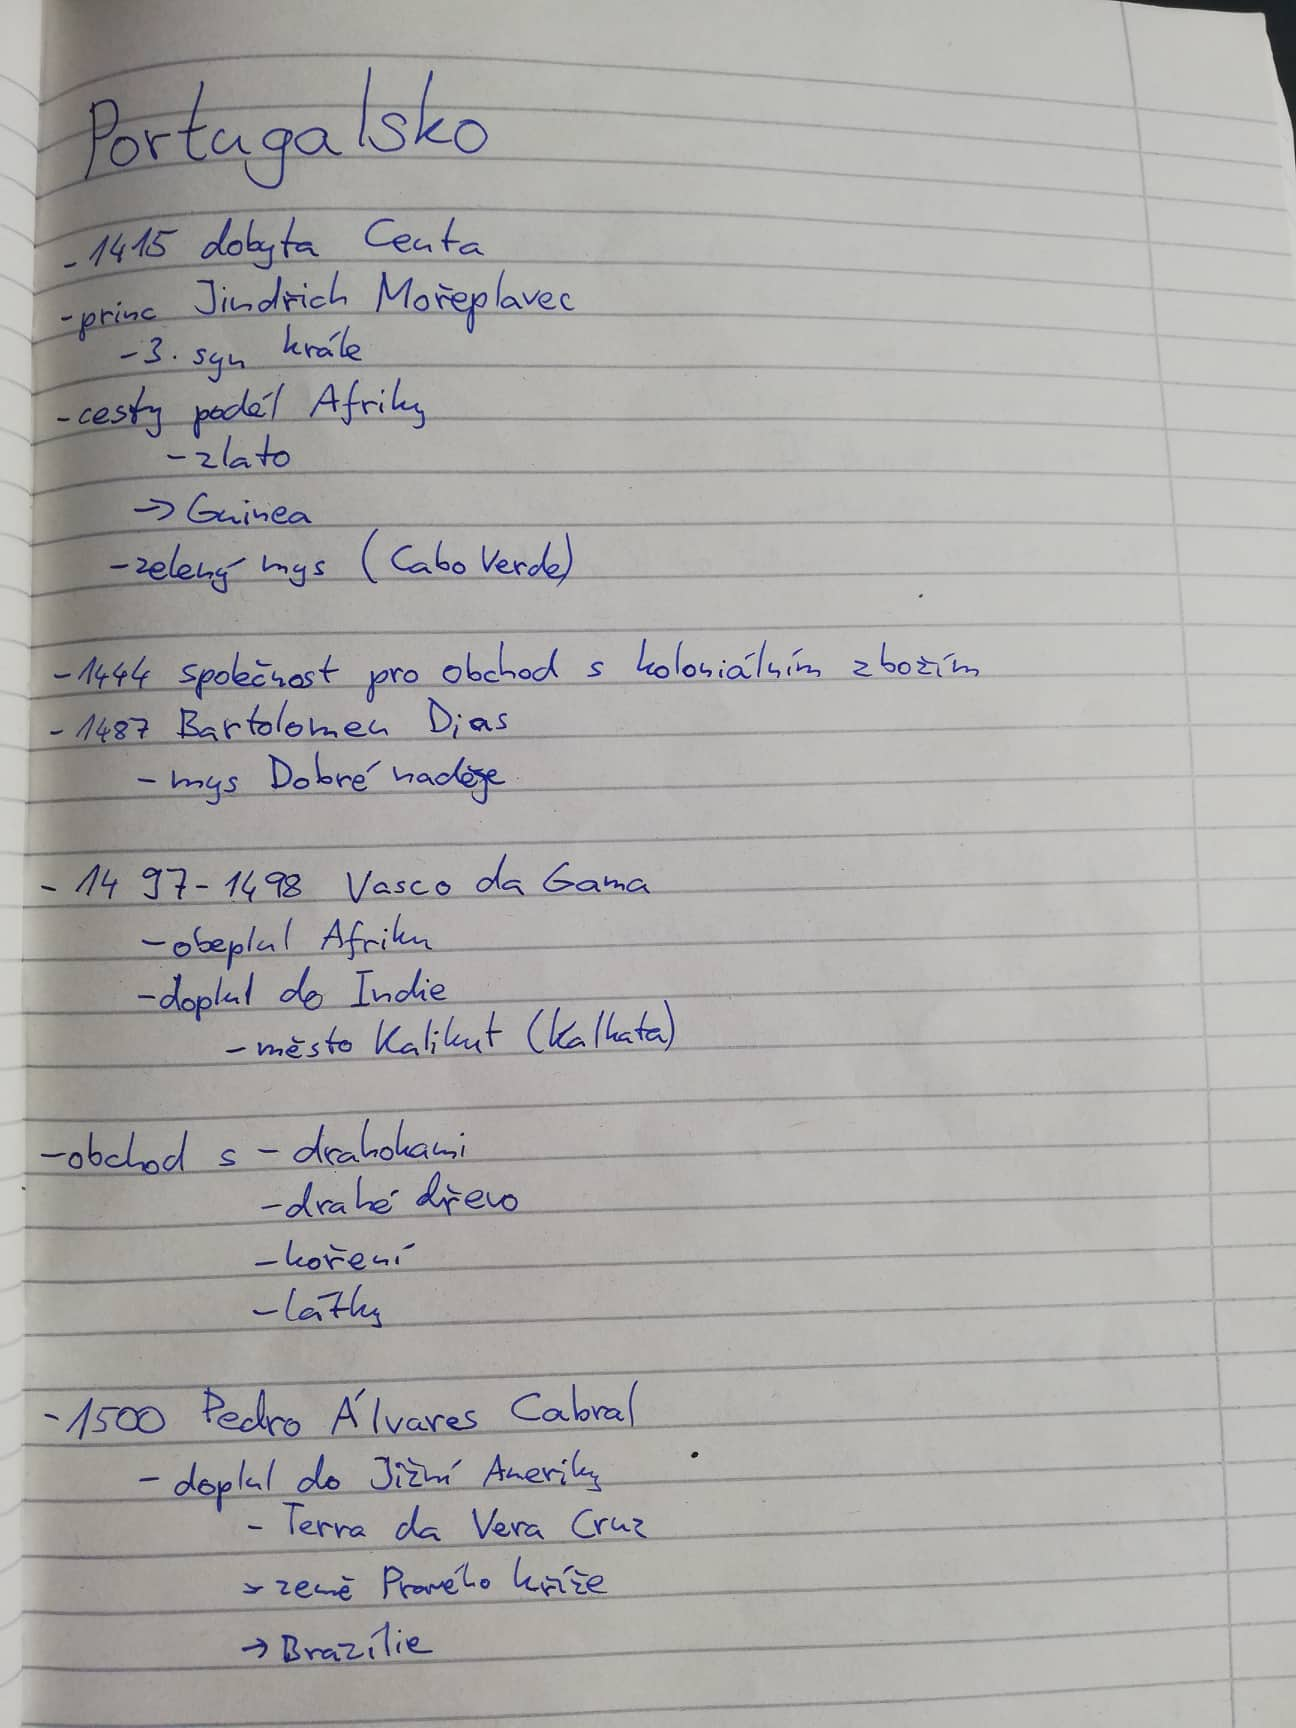 Portugalsko
- 1415 dobyta Ceuta
- princ Jindřich Mořeplavec
- 3. syn krále
- cesty podél Afriky
- zlato
→ Guinea
- zelený mys (Cabo Verde)
- 1444 společnost pro obchod s koloniálním zbožím
- 1487 Bartolomeu Dias
- mys Dobré naděje
- 1497 - 1498 Vasco da Gama
- obeplul Afriku
- doplul do Indie
- město Kalikut (Kalkata)
- obchod s - drahokami
- drahé dřevo
- koření
- látky
- 1500 Pedro Álvares Cabral
- doplul do Jižní Ameriky
- Terra da Vera Cruz
→ země Pravého kříže
→ Brazílie